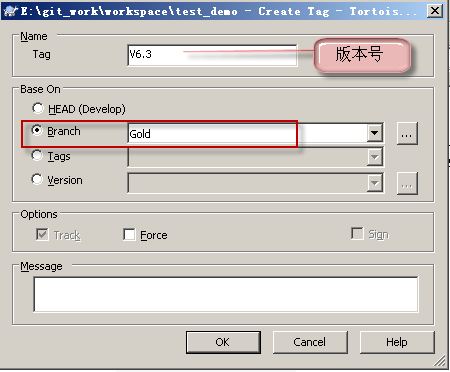 E:\git_work\workspace\test_demo - Create Tag - Tortois...
Name
Tag
V6.3
版本号
Base On
HEAD (Develop)
Branch
Gold
...
Tags
Version
...
Options
Track
Force
Sign
Message
OK
Cancel
Help